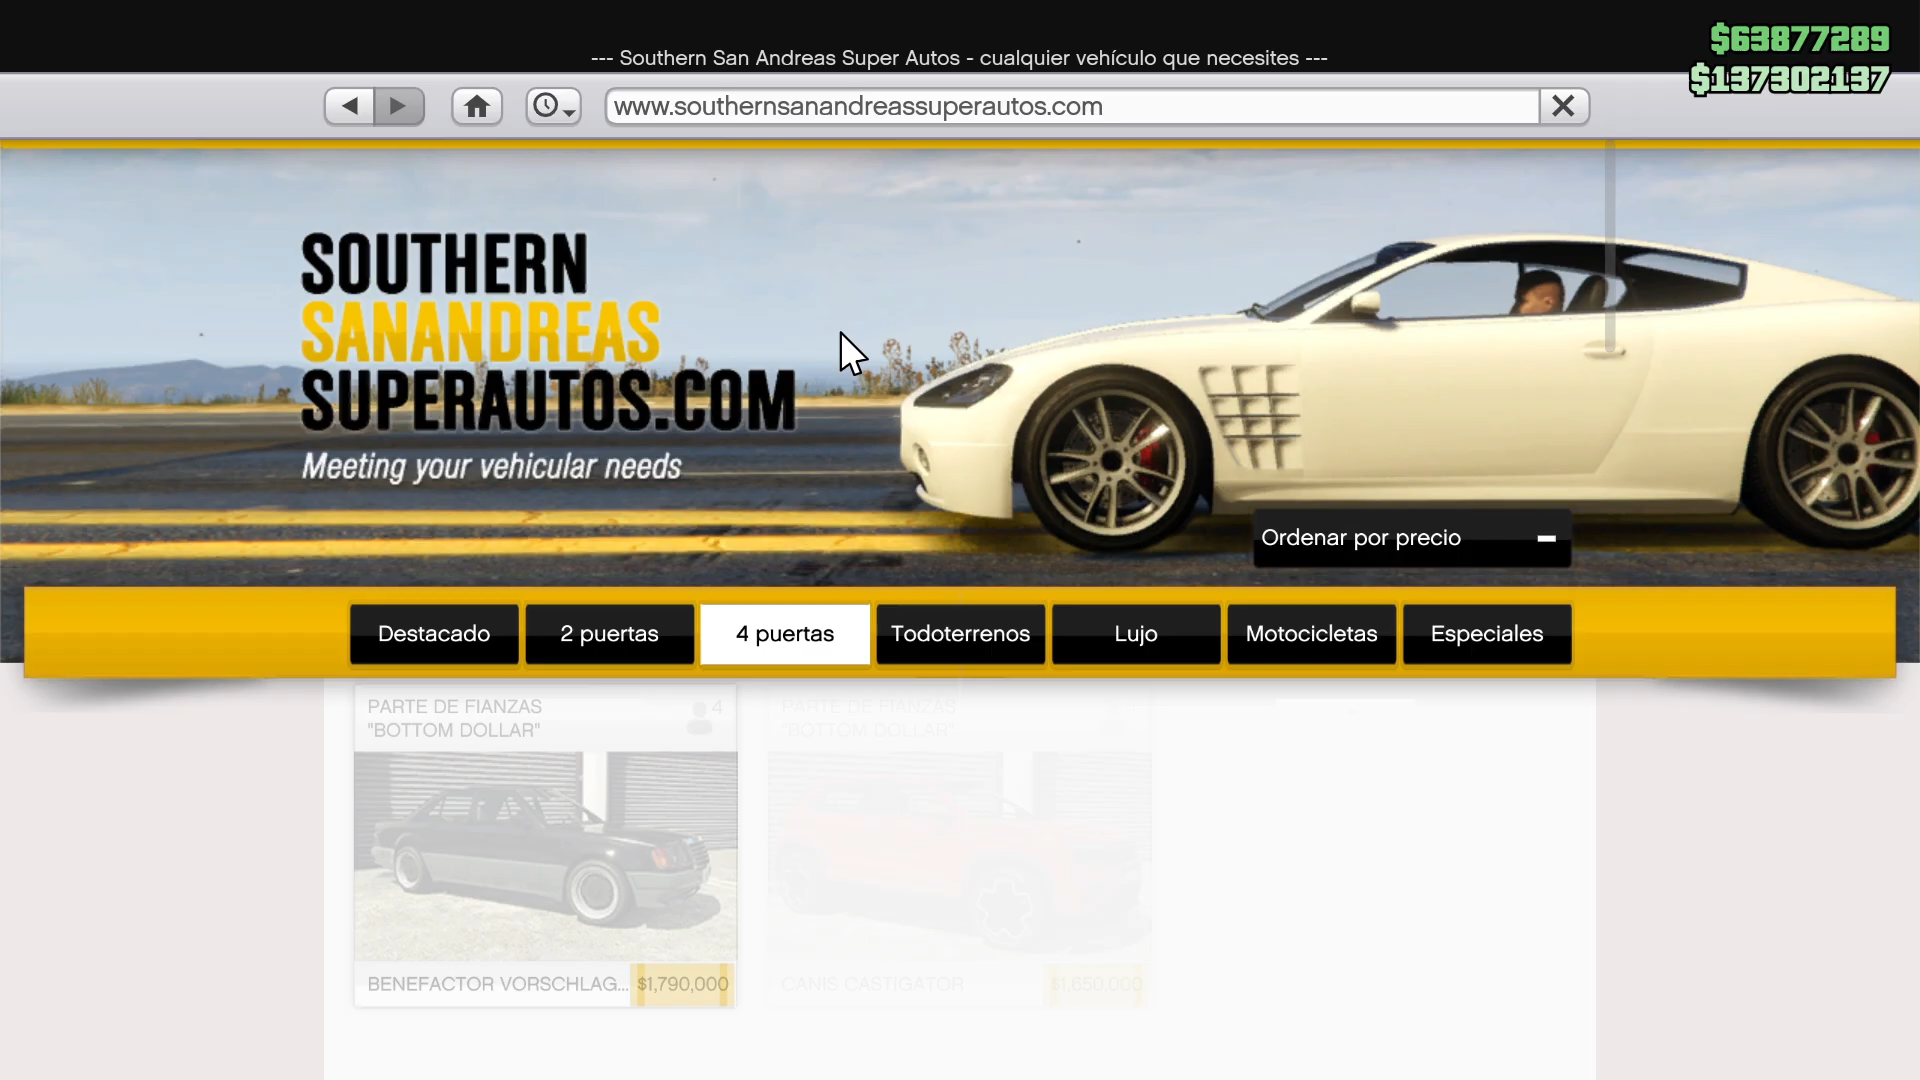 --- Southern San Andreas Super Autos - cualquier vehículo que necesites ---
$63877289
$137302137
www.southernsanandreassuperautos.com
SOUTHERN
SANANDREAS
SUPERAUTOS.COM
Meeting your vehicular needs
Ordenar por precio
Destacado
2 puertas
4 puertas
Todoterrenos
Lujo
Motocicletas
Especiales
PARTE DE FIANZAS
"BOTTOM DOLLAR"
4
PARTE DE FIANZAS
"BOTTOM DOLLAR"
BENEFACTOR VORSCHLAG...
$1,790,000
CANIS CASTIGATOR
$1,650,000